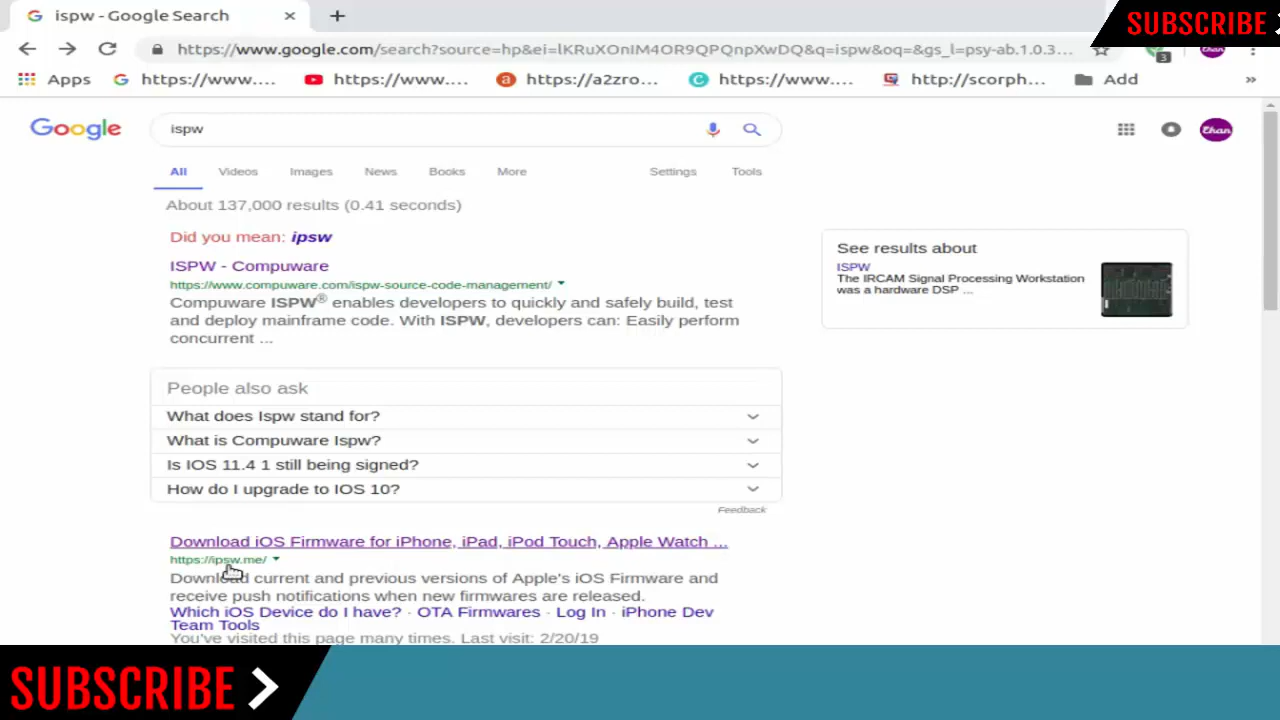 ispw - Google Search
SUBSCRIBE
https://www.google.com/search?source=hp&ei=lKRuXOnIM4OR9QPQnpXwDQ&q=ispw&oq=&gs_l=psy-ab.1.0.3...
3
Apps
https://www....
https://www....
https://a2zro...
https://www....
http://scorph...
Add
»
Google
ispw
Ehan
All Videos Images News Books More Settings Tools
About 137,000 results (0.41 seconds)
Did you mean: ipsw
ISPW - Compuware
https://www.compuware.com/ispw-source-code-management/
Compuware ISPW® enables developers to quickly and safely build, test
and deploy mainframe code. With ISPW, developers can: Easily perform
concurrent ...
See results about
ISPW
The IRCAM Signal Processing Workstation
was a hardware DSP ...
People also ask
What does Ispw stand for?
What is Compuware Ispw?
Is IOS 11.4 1 still being signed?
How do I upgrade to IOS 10?
Feedback
Download iOS Firmware for iPhone, iPad, iPod Touch, Apple Watch ...
https://ipsw.me/
Download current and previous versions of Apple's iOS Firmware and
receive push notifications when new firmwares are released.
Which iOS Device do I have? · OTA Firmwares · Log In · iPhone Dev
Team Tools
You've visited this page many times. Last visit: 2/20/19
SUBSCRIBE